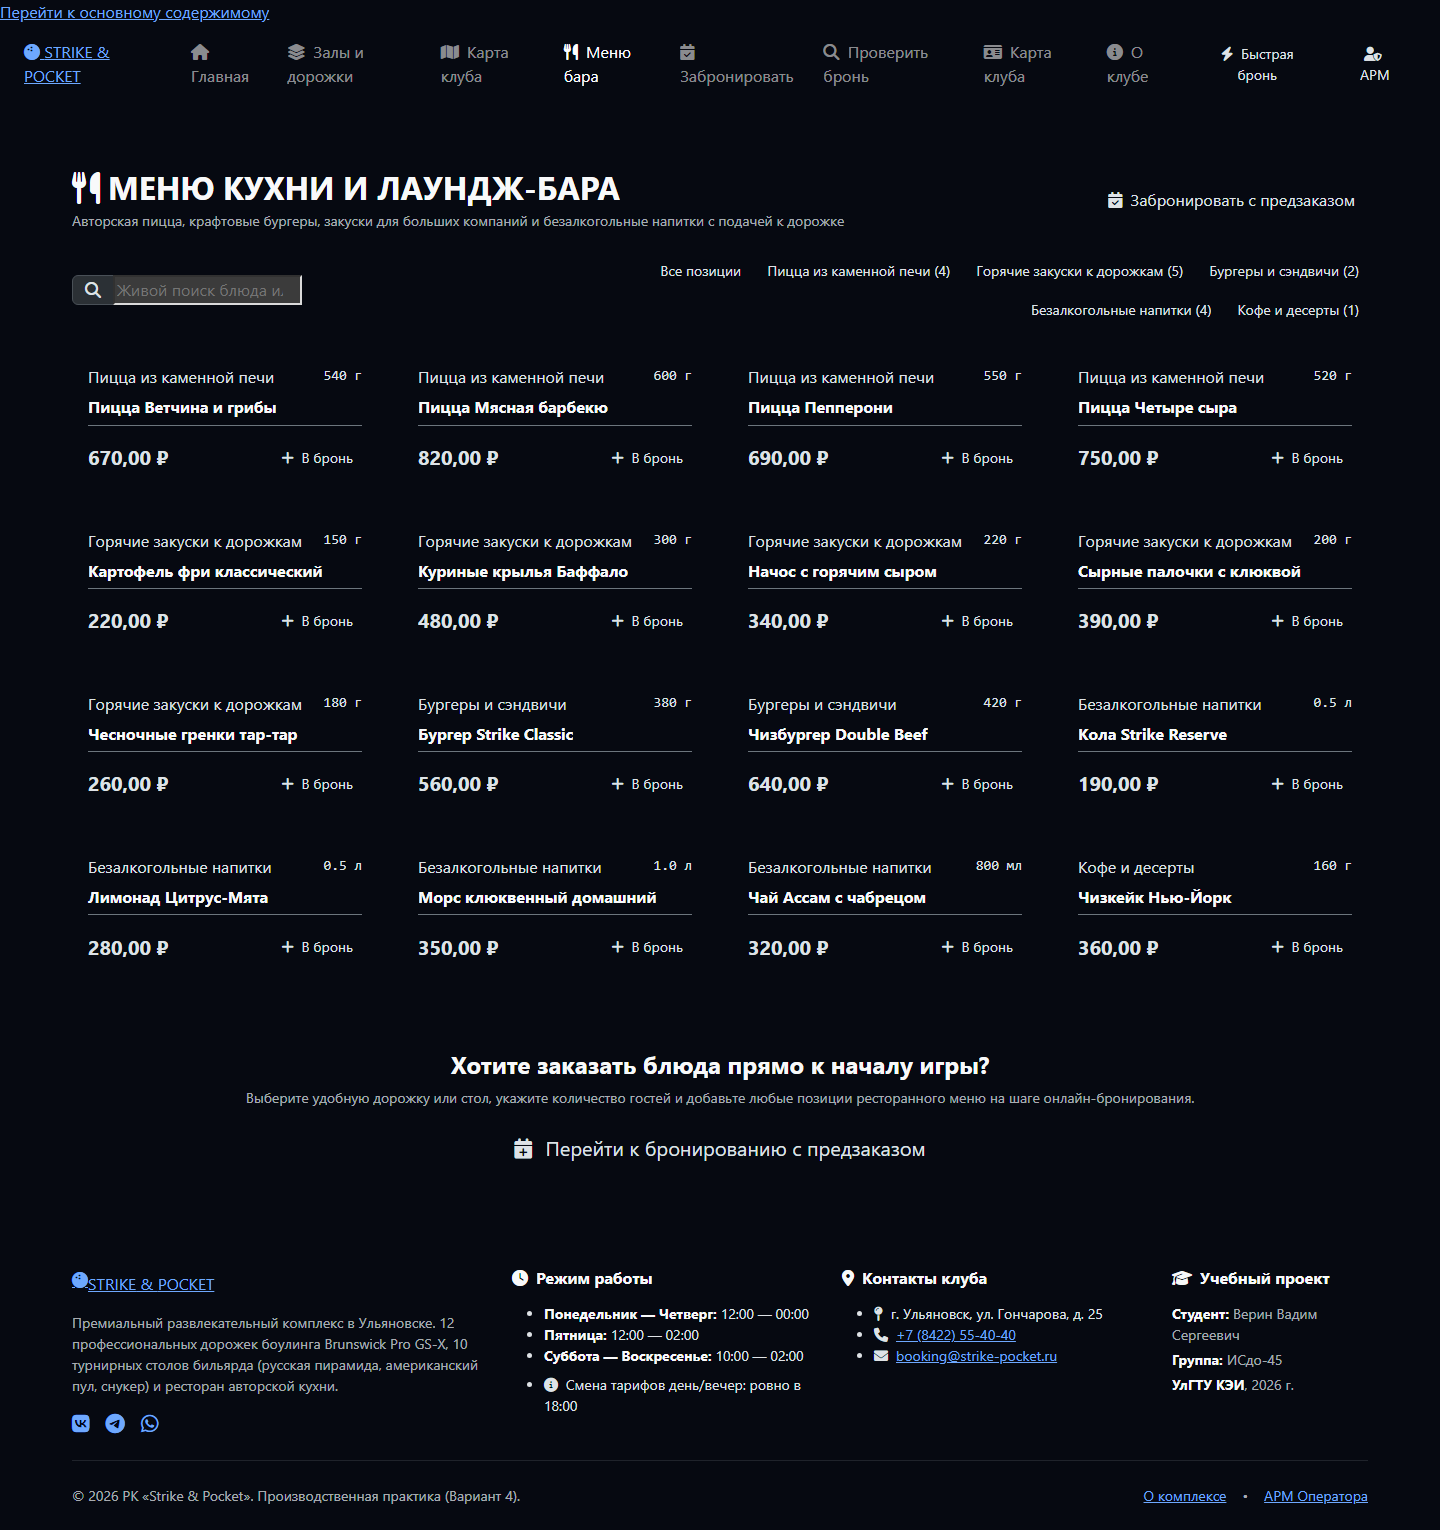 Перейти к основному содержимому
STRIKE & POCKET
Главная
Залы и дорожки
Карта клуба
Меню бара
Забронировать
Проверить бронь
Карта клуба
О клубе
Быстрая бронь
АРМ
МЕНЮ КУХНИ И ЛАУНДЖ-БАРА
Авторская пицца, крафтовые бургеры, закуски для больших компаний и безалкогольные напитки с подачей к дорожке
Забронировать с предзаказом
Живой поиск блюда и.
Все позиции
Пицца из каменной печи (4)
Горячие закуски к дорожкам (5)
Бургеры и сэндвичи (2)
Безалкогольные напитки (4)
Кофе и десерты (1)
Пицца из каменной печи 540 г
Пицца Ветчина и грибы
670,00 ₽ + В бронь
Пицца из каменной печи 600 г
Пицца Мясная барбекю
820,00 ₽ + В бронь
Пицца из каменной печи 550 г
Пицца Пепперони
690,00 ₽ + В бронь
Пицца из каменной печи 520 г
Пицца Четыре сыра
750,00 ₽ + В бронь
Горячие закуски к дорожкам 150 г
Картофель фри классический
220,00 ₽ + В бронь
Горячие закуски к дорожкам 300 г
Куриные крылья Баффало
480,00 ₽ + В бронь
Горячие закуски к дорожкам 220 г
Начос с горячим сыром
340,00 ₽ + В бронь
Горячие закуски к дорожкам 200 г
Сырные палочки с клюквой
390,00 ₽ + В бронь
Горячие закуски к дорожкам 180 г
Чесночные гренки тар-тар
260,00 ₽ + В бронь
Бургеры и сэндвичи 380 г
Бургер Strike Classic
560,00 ₽ + В бронь
Бургеры и сэндвичи 420 г
Чизбургер Double Beef
640,00 ₽ + В бронь
Безалкогольные напитки 0.5 л
Кола Strike Reserve
190,00 ₽ + В бронь
Безалкогольные напитки 0.5 л
Лимонад Цитрус-Мята
280,00 ₽ + В бронь
Безалкогольные напитки 1.0 л
Морс клюквенный домашний
350,00 ₽ + В бронь
Безалкогольные напитки 800 мл
Чай Ассам с чабрецом
320,00 ₽ + В бронь
Кофе и десерты 160 г
Чизкейк Нью-Йорк
360,00 ₽ + В бронь
Хотите заказать блюда прямо к началу игры?
Выберите удобную дорожку или стол, укажите количество гостей и добавьте любые позиции ресторанного меню на шаге онлайн-бронирования.
Перейти к бронированию с предзаказом
STRIKE & POCKET
Премиальный развлекательный комплекс в Ульяновске. 12
профессиональных дорожек боулинга Brunswick Pro GS-X, 10
турнирных столов бильярда (русская пирамида, американский
пул, снукер) и ресторан авторской кухни.
Режим работы
Понедельник — Четверг: 12:00 — 00:00
Пятница: 12:00 — 02:00
Суббота — Воскресенье: 10:00 — 02:00
Смена тарифов день/вечер: ровно в
18:00
Контакты клуба
г. Ульяновск, ул. Гончарова, д. 25
+7 (8422) 55-40-40
booking@strike-pocket.ru
Учебный проект
Студент: Верин Вадим
Сергеевич
Группа: ИСдо-45
УлГТУ КЭИ, 2026 г.
© 2026 РК «Strike & Pocket». Производственная практика (Вариант 4).
О комплексе • АРМ Оператора